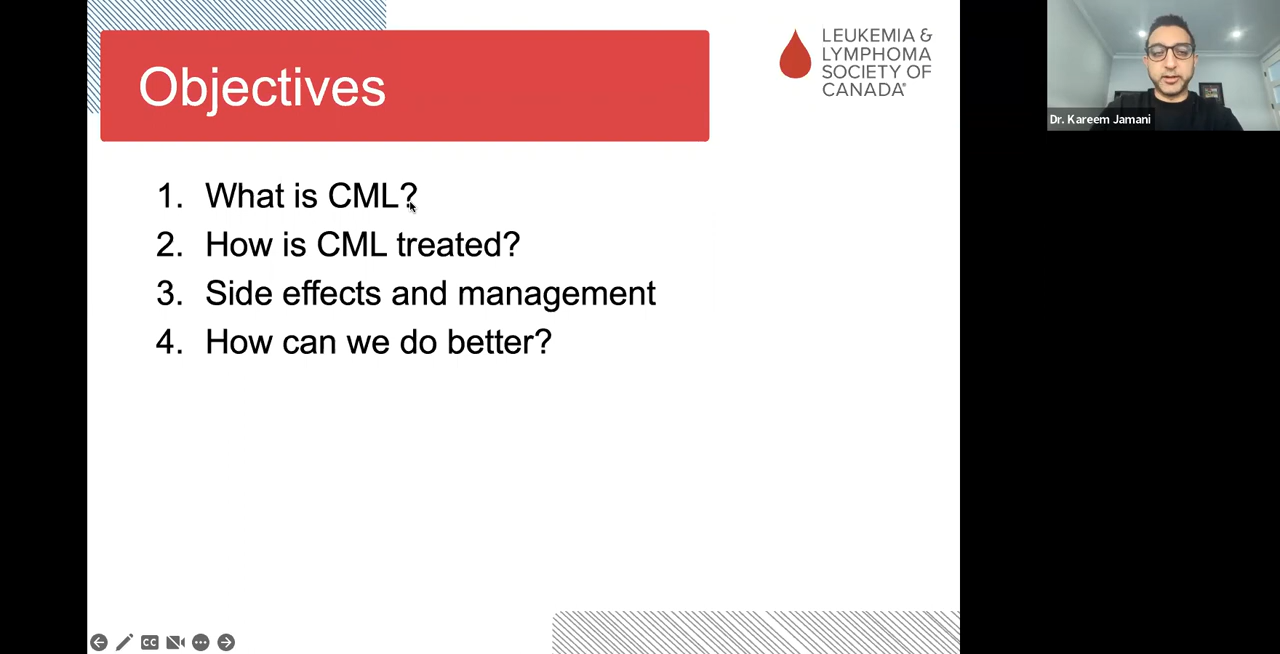 Objectives
LEUKEMIA &
LYMPHOMA
SOCIETY OF
CANADA®
1. What is CML?
2. How is CML treated?
3. Side effects and management
4. How can we do better?
Dr. Kareem Jamani
CC